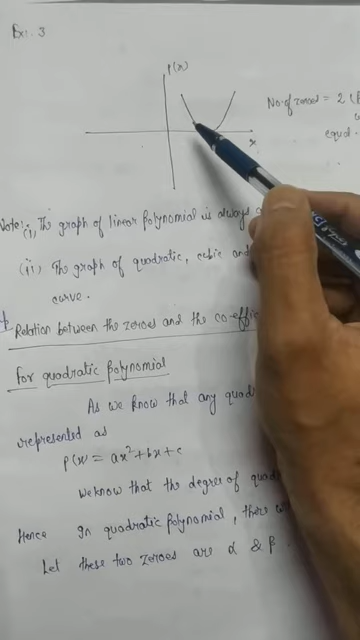 Ex: 3
P(x)
No. of zeroes = 2
equal
x
Note: (i) The graph of linear Polynomial is always
(ii) The graph of quadratic, cubic and
curve.
Relation between the zeroes and the co-effic
for quadratic polynomial
As we know that any quad
represented as
P(x) = ax² + bx + c
We know that the degree of quad
Hence In quadratic polynomial, there
Let these two zeroes are α & β.